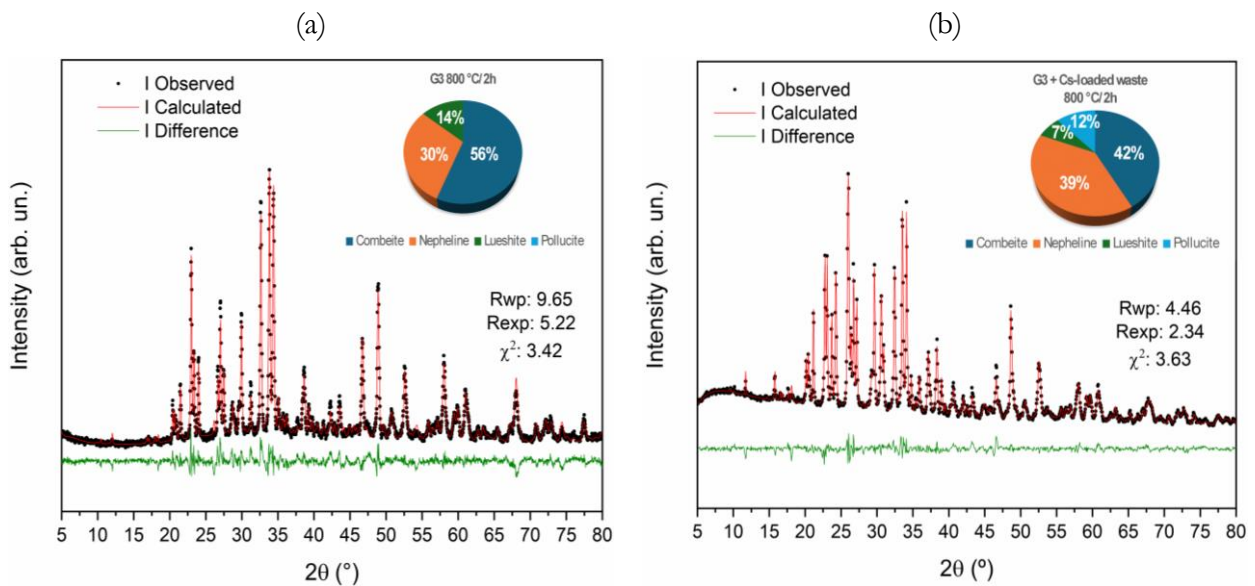 (a)
I Observed
I Calculated
I Difference
G3 800 °C/ 2h
14%
30%
56%
Combeite Nepheline Lueshite Pollucite
Rwp: 9.65
Rexp: 5.22
χ²: 3.42
Intensity (arb. un.)
5 10 15 20 25 30 35 40 45 50 55 60 65 70 75 80
2θ (°)
(b)
I Observed
I Calculated
I Difference
G3 + Cs-loaded waste
800 °C/ 2h
12%
7%
42%
39%
Combeite Nepheline Lueshite Pollucite
Rwp: 4.46
Rexp: 2.34
χ²: 3.63
Intensity (arb. un.)
5 10 15 20 25 30 35 40 45 50 55 60 65 70 75 80
2θ (º)